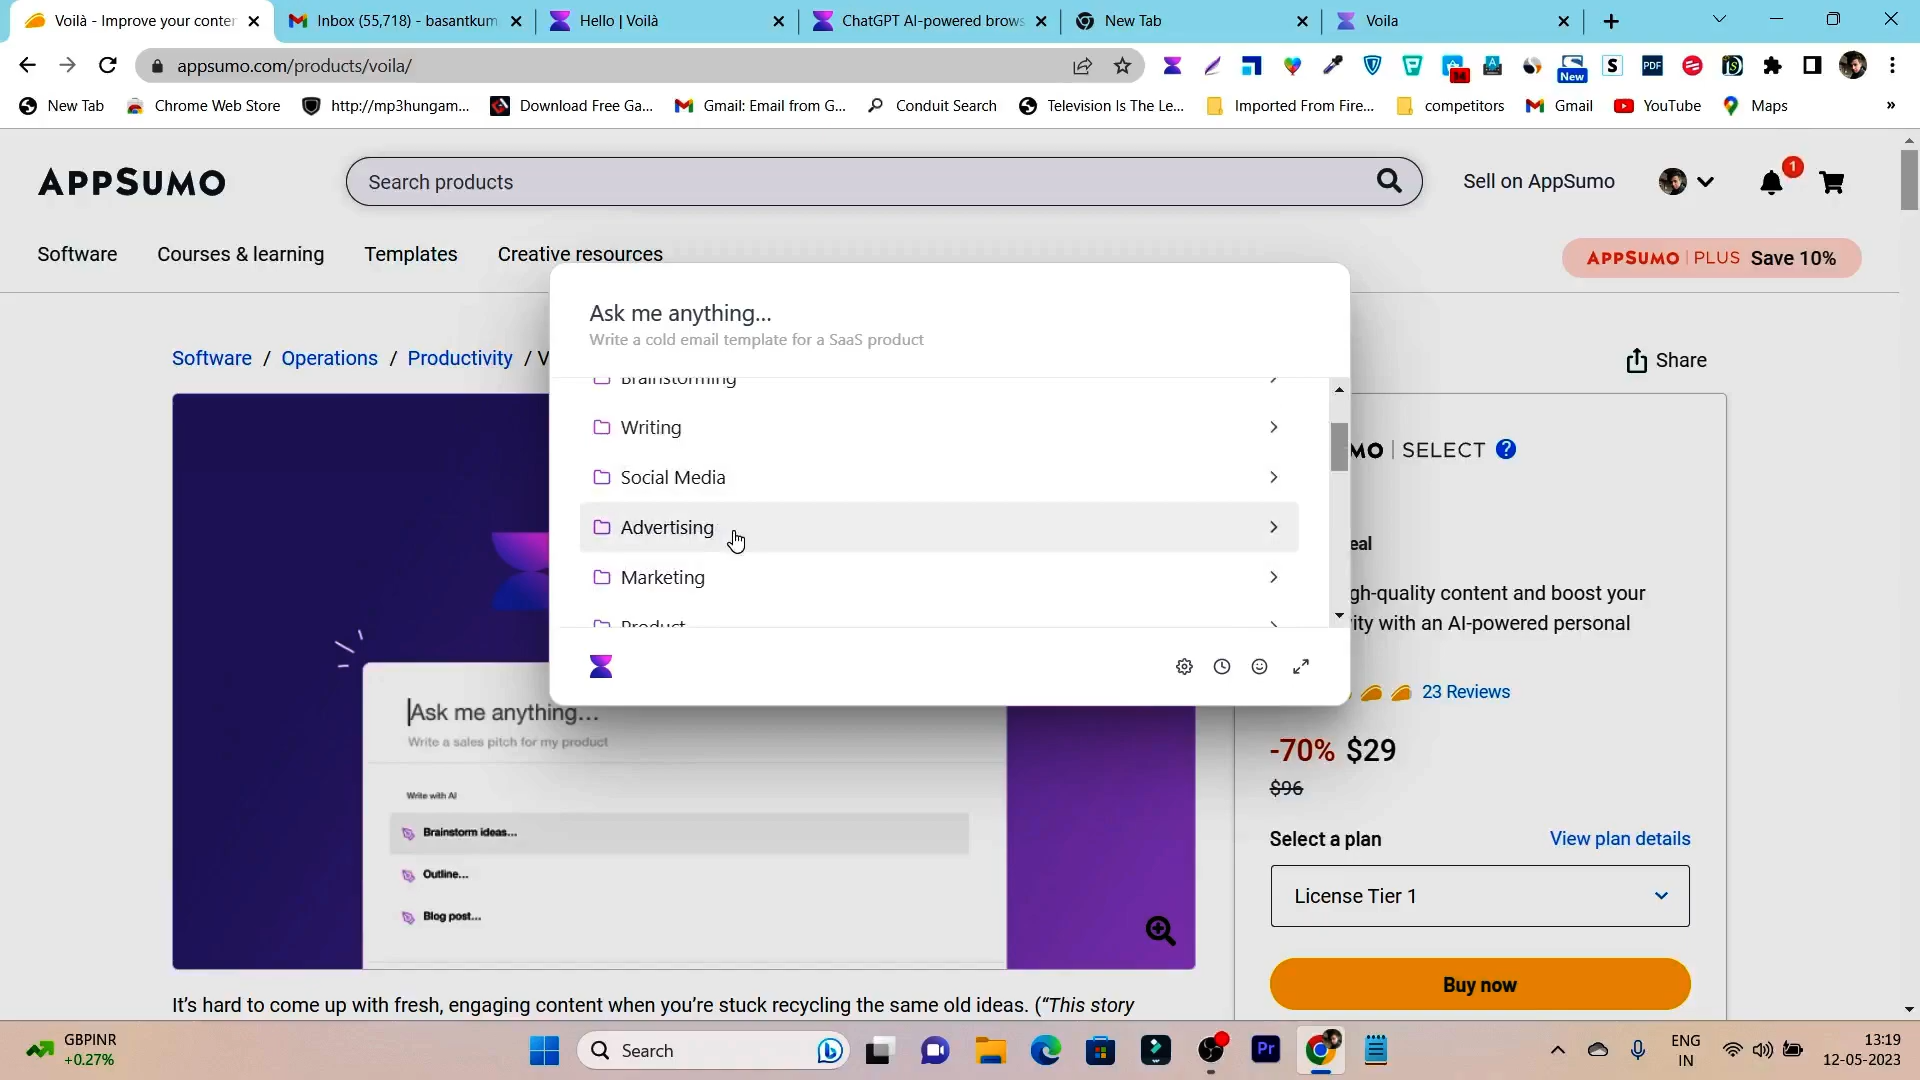 Voilà - Improve your conten
Inbox (55,718) - basantkum
Hello | Voilà
ChatGPT AI-powered brows
New Tab
Voila
appsumo.com/products/voila/
14
New
S
PDF
New Tab
Chrome Web Store
http://mp3hungam...
Download Free Ga...
Gmail: Email from G...
Conduit Search
Television Is The Le...
Imported From Fire...
competitors
Gmail
YouTube
Maps
»
APPSUMO
Search products
Sell on AppSumo
1
Software
Courses & learning
Templates
Creative resources
APPSUMO | PLUS Save 10%
Software / Operations / Productivity / V
Share
Ask me anything...
Write a cold email template for a SaaS product
Brainstorming
Writing
Social Media
Advertising
Marketing
Product
MO | SELECT ?
eal
gh-quality content and boost your
ity with an AI-powered personal
23 Reviews
-70% $29
$96
Select a plan
View plan details
License Tier 1
Buy now
Ask me anything...
Write a sales pitch for my product
Write with AI
Brainstorm ideas...
Outline...
Blog post...
It's hard to come up with fresh, engaging content when you're stuck recycling the same old ideas. (“This story
GBPINR
+0.27%
Search
Pr
ENG
IN
13:19
12-05-2023